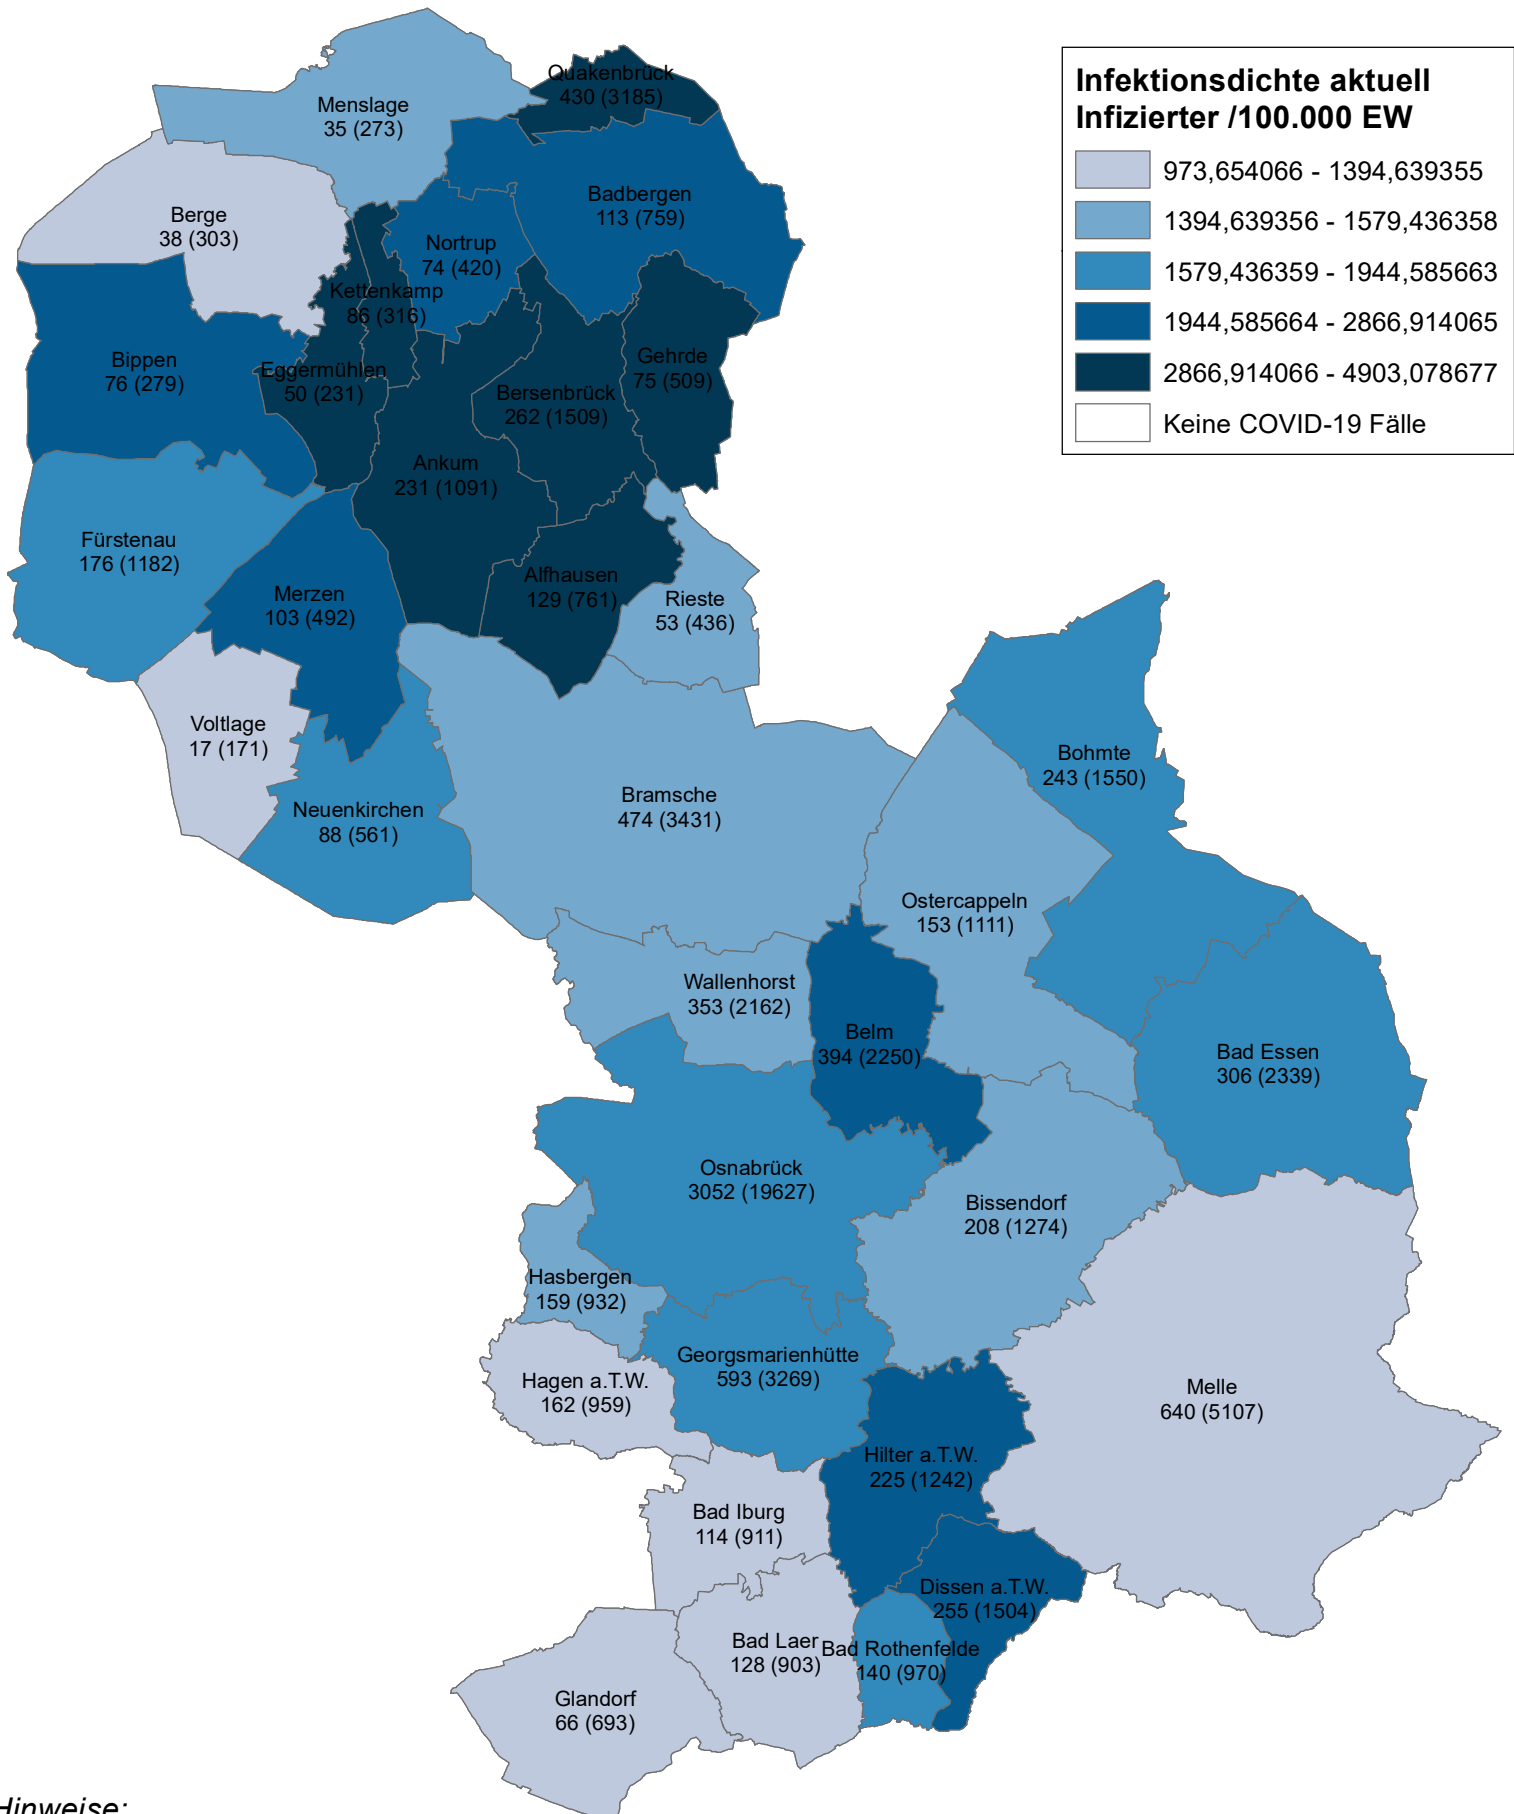 Infektionsdichte aktuell
Infizierter /100.000 EW
973,654066 - 1394,639355
1394,639356 - 1579,436358
1579,436359 - 1944,585663
1944,585664 - 2866,914065
2866,914066 - 4903,078677
Keine COVID-19 Fälle
Quakenbrück
430 (3185)
Menslage
35 (273)
Badbergen
113 (759)
Berge
38 (303)
Nortrup
74 (420)
Kettenkamp
86 (316)
Bippen
76 (279)
Eggermühlen
50 (231)
Gehrde
75 (509)
Bersenbrück
262 (1509)
Ankum
231 (1091)
Fürstenau
176 (1182)
Alfhausen
129 (761)
Merzen
103 (492)
Rieste
53 (436)
Voltlage
17 (171)
Bohmte
243 (1550)
Neuenkirchen
88 (561)
Bramsche
474 (3431)
Ostercappeln
153 (1111)
Wallenhorst
353 (2162)
Belm
394 (2250)
Bad Essen
306 (2339)
Osnabrück
3052 (19627)
Bissendorf
208 (1274)
Hasbergen
159 (932)
Georgsmarienhütte
593 (3269)
Hagen a.T.W.
162 (959)
Melle
640 (5107)
Hilter a.T.W.
225 (1242)
Bad Iburg
114 (911)
Dissen a.T.W.
255 (1504)
Bad Laer
128 (903)
Bad Rothenfelde
140 (970)
Glandorf
66 (693)
Hinweise: